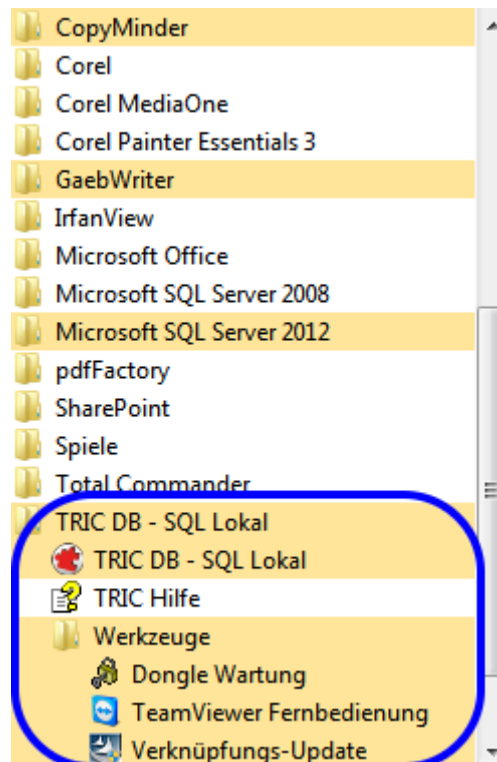 CopyMinder
Corel
Corel MediaOne
Corel Painter Essentials 3
GaebWriter
IrfanView
Microsoft Office
Microsoft SQL Server 2008
Microsoft SQL Server 2012
pdfFactory
SharePoint
Spiele
Total Commander
TRIC DB - SQL Lokal
TRIC DB - SQL Lokal
TRIC Hilfe
Werkzeuge
Dongle Wartung
TeamViewer Fernbedienung
Verknüpfungs-Update